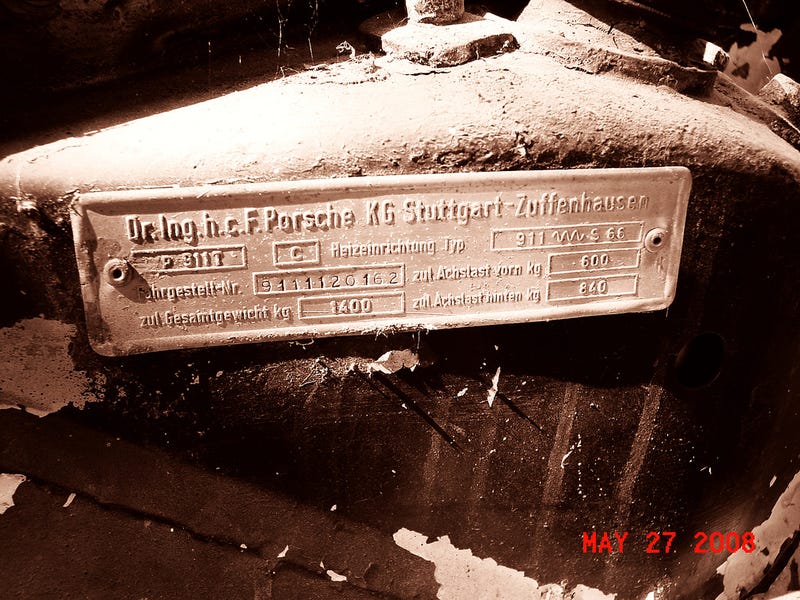 Dr. Ing. h.c. F. Porsche KG Stuttgart-Zuffenhausen
P 911T C Heizeinrichtung Typ 911 S 66
Fahrgestell-Nr. 9111120162 zul. Achslast vorn kg 600
zul. Gesamtgewicht kg 1400 zul. Achslast hinten kg 840
MAY 27 2008